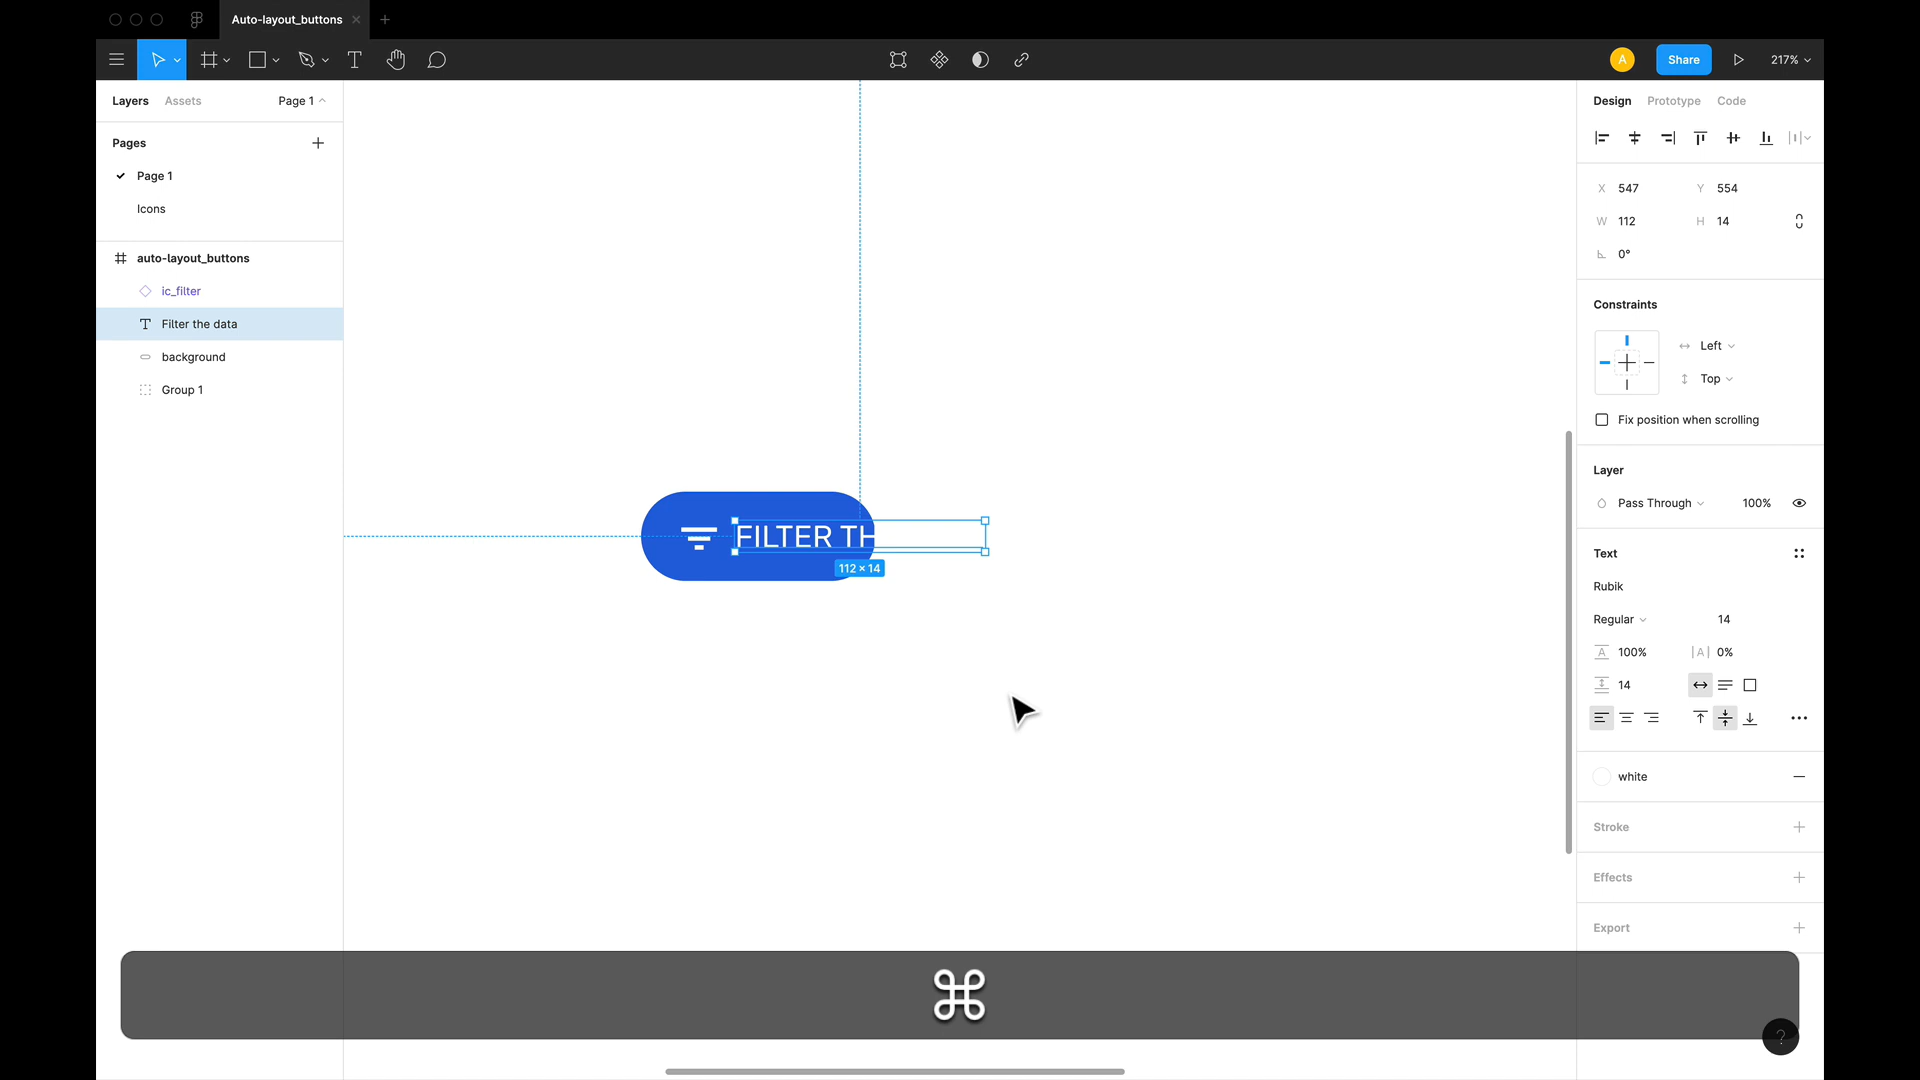 Auto-layout_buttons
A
Share
217%
Layers
Assets
Page 1
Pages
Page 1
Icons
auto-layout_buttons
ic_filter
Filter the data
background
Group 1
FILTER TH
112 × 14
⌘
Design
Prototype
Code
X 547
Y 554
W 112
H 14
0°
Constraints
Left
Top
Fix position when scrolling
Layer
Pass Through
100%
Text
Rubik
Regular
14
A 100%
|A| 0%
14
white
Stroke
Effects
Export
?